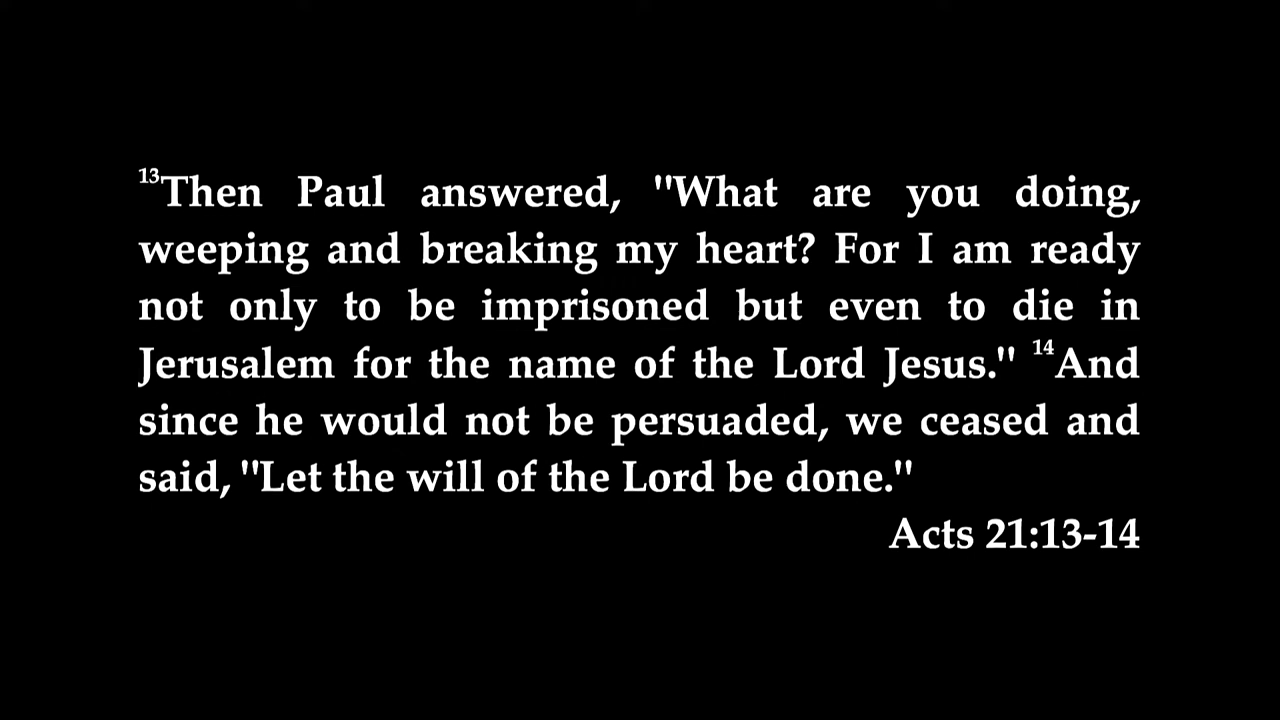 ¹³Then Paul answered, "What are you doing,
weeping and breaking my heart? For I am ready
not only to be imprisoned but even to die in
Jerusalem for the name of the Lord Jesus." ¹⁴And
since he would not be persuaded, we ceased and
said, "Let the will of the Lord be done."
Acts 21:13-14